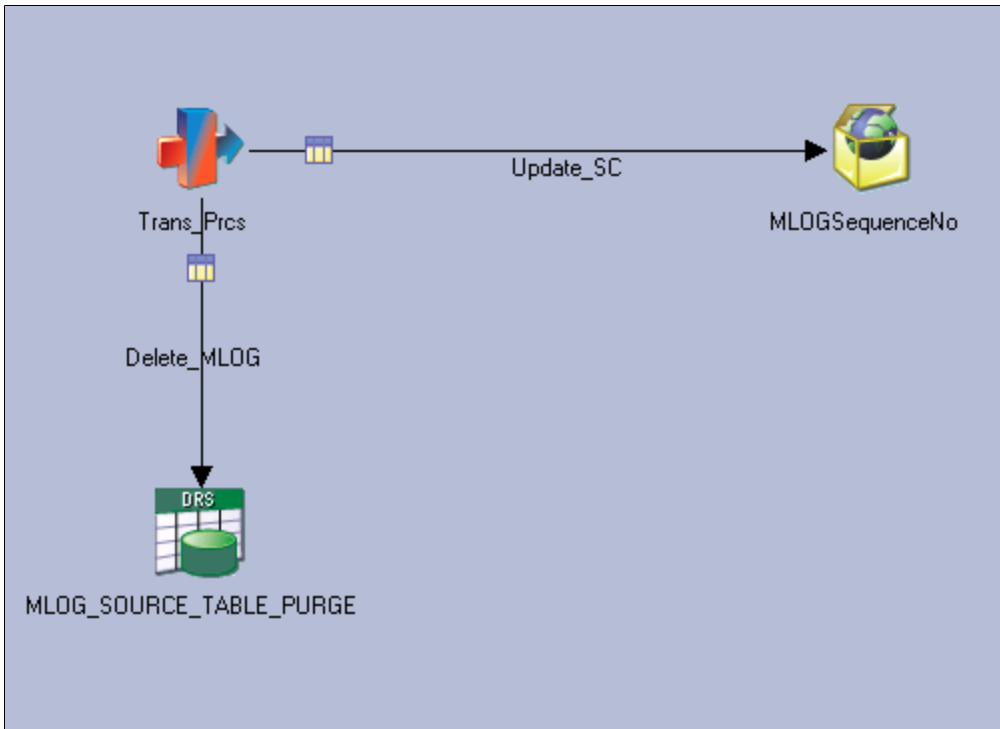 Update_SC
Trans_Prcs
MLOGSequenceNo
Delete_MLOG
DRS
MLOG_SOURCE_TABLE_PURGE